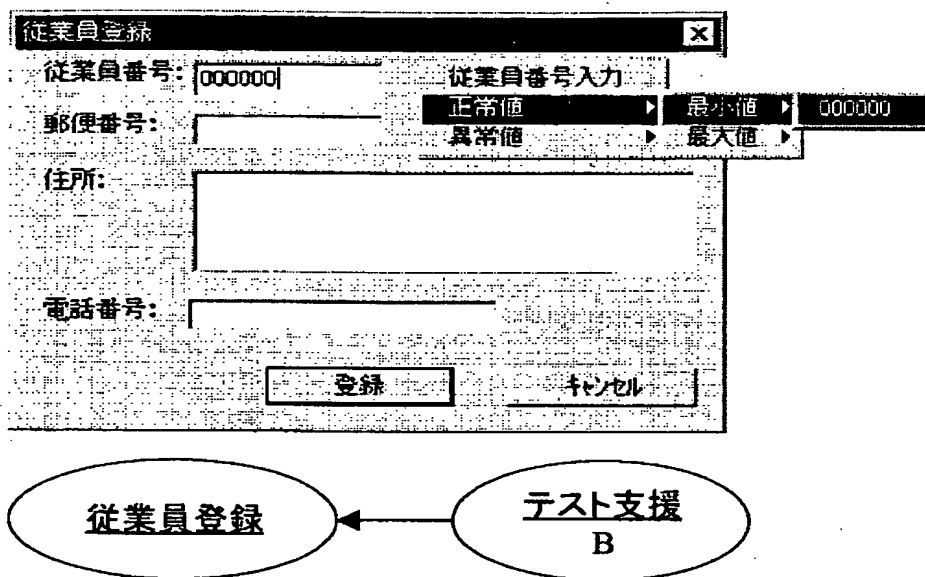 従業員登録
従業員番号: 000000 従業員番号入力
正常値 最小値 000000
郵便番号:
異常値 最大値
住所:
電話番号:
登録 キャンセル
従業員登録 テスト支援
B